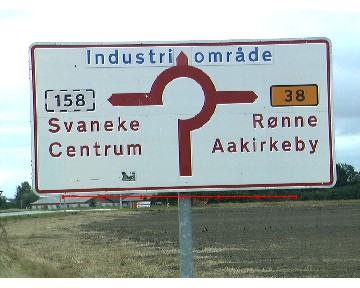 Industriområde
158
38
Svaneke
Centrum
Rønne
Aakirkeby